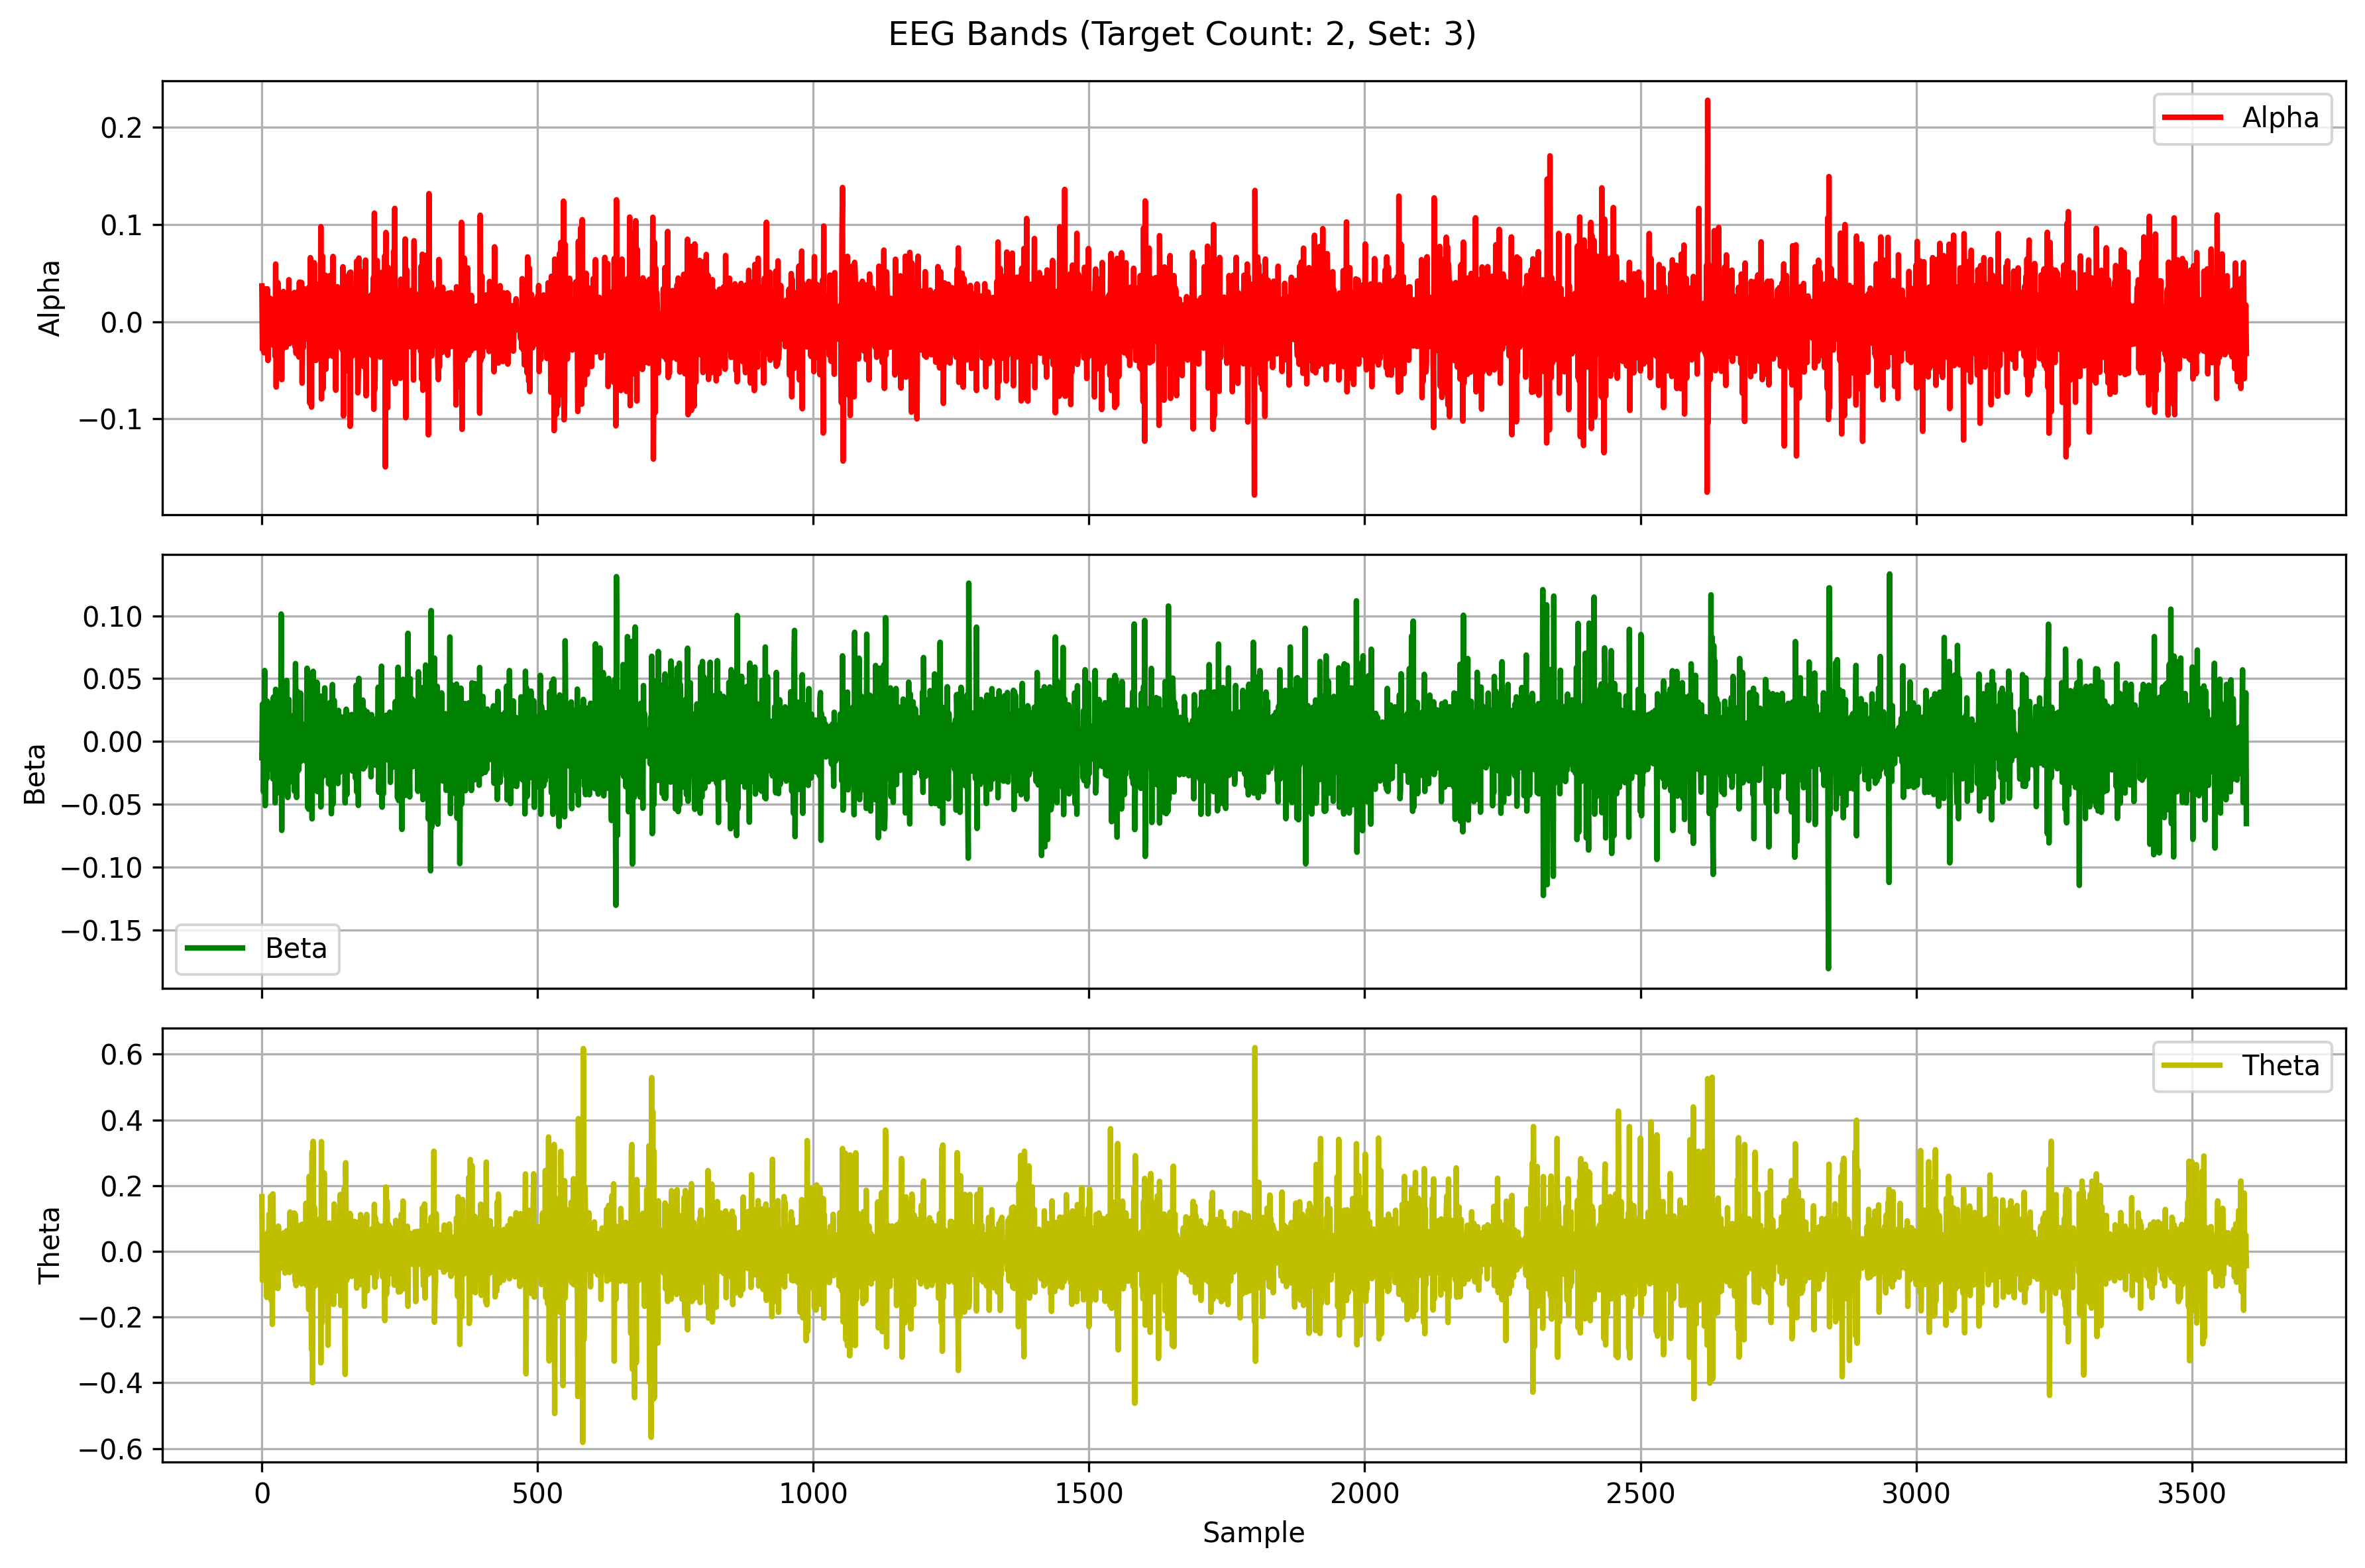 EEG Bands (Target Count: 2, Set: 3)
Alpha
0.2
0.1
0.0
−0.1
Alpha
Beta
0.10
0.05
0.00
−0.05
−0.10
−0.15
Beta
Theta
0.6
0.4
0.2
0.0
−0.2
−0.4
−0.6
Theta
0 500 1000 1500 2000 2500 3000 3500
Sample